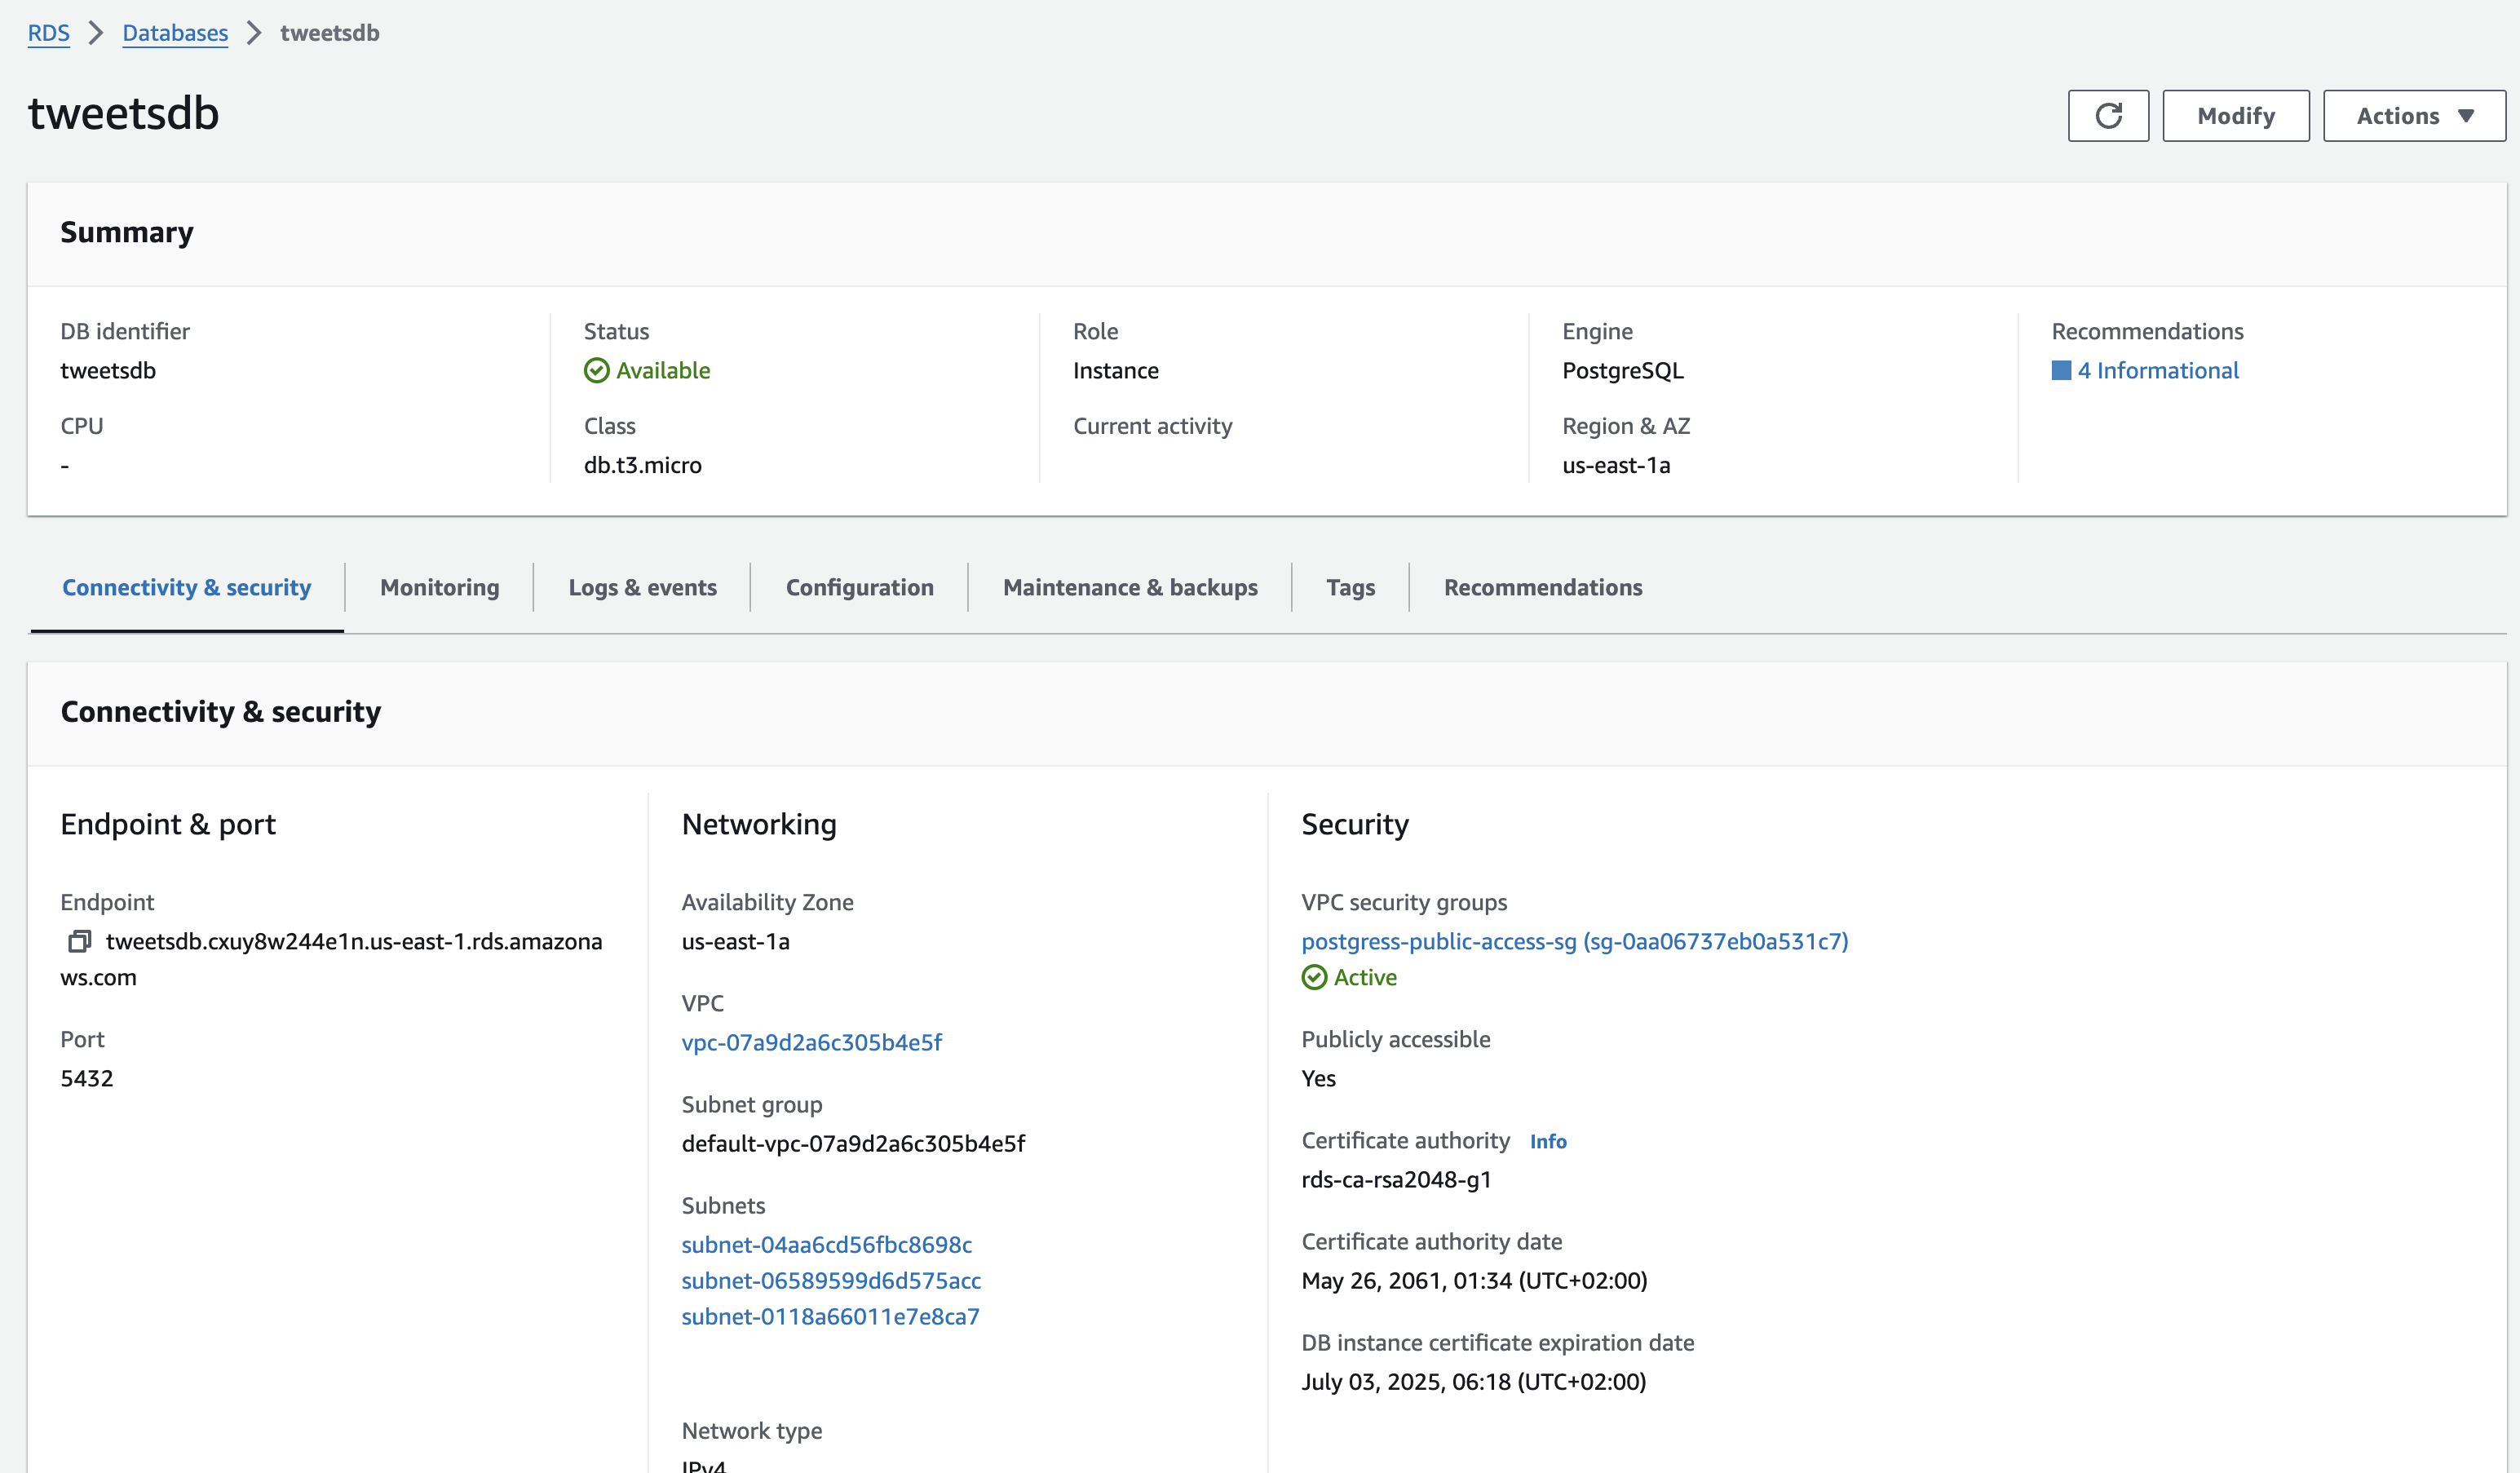 RDS > Databases > tweetsdb
tweetsdb
Modify
Actions
Summary
DB identifier
tweetsdb
Status
Available
Role
Instance
Engine
PostgreSQL
Recommendations
4 Informational
CPU
-
Class
db.t3.micro
Current activity
Region & AZ
us-east-1a
Connectivity & security
Monitoring
Logs & events
Configuration
Maintenance & backups
Tags
Recommendations
Connectivity & security
Endpoint & port
Endpoint
tweetsdb.cxuy8w244e1n.us-east-1.rds.amazona
ws.com
Port
5432
Networking
Availability Zone
us-east-1a
VPC
vpc-07a9d2a6c305b4e5f
Subnet group
default-vpc-07a9d2a6c305b4e5f
Subnets
subnet-04aa6cd56fbc8698c
subnet-06589599d6d575acc
subnet-0118a66011e7e8ca7
Network type
IPv4
Security
VPC security groups
postgress-public-access-sg (sg-0aa06737eb0a531c7)
Active
Publicly accessible
Yes
Certificate authority Info
rds-ca-rsa2048-g1
Certificate authority date
May 26, 2061, 01:34 (UTC+02:00)
DB instance certificate expiration date
July 03, 2025, 06:18 (UTC+02:00)